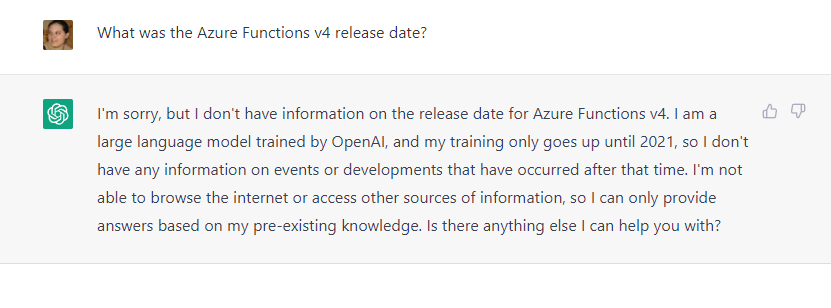 What was the Azure Functions v4 release date?
I'm sorry, but I don't have information on the release date for Azure Functions v4. I am a
large language model trained by OpenAI, and my training only goes up until 2021, so I don't
have any information on events or developments that have occurred after that time. I'm not
able to browse the internet or access other sources of information, so I can only provide
answers based on my pre-existing knowledge. Is there anything else I can help you with?